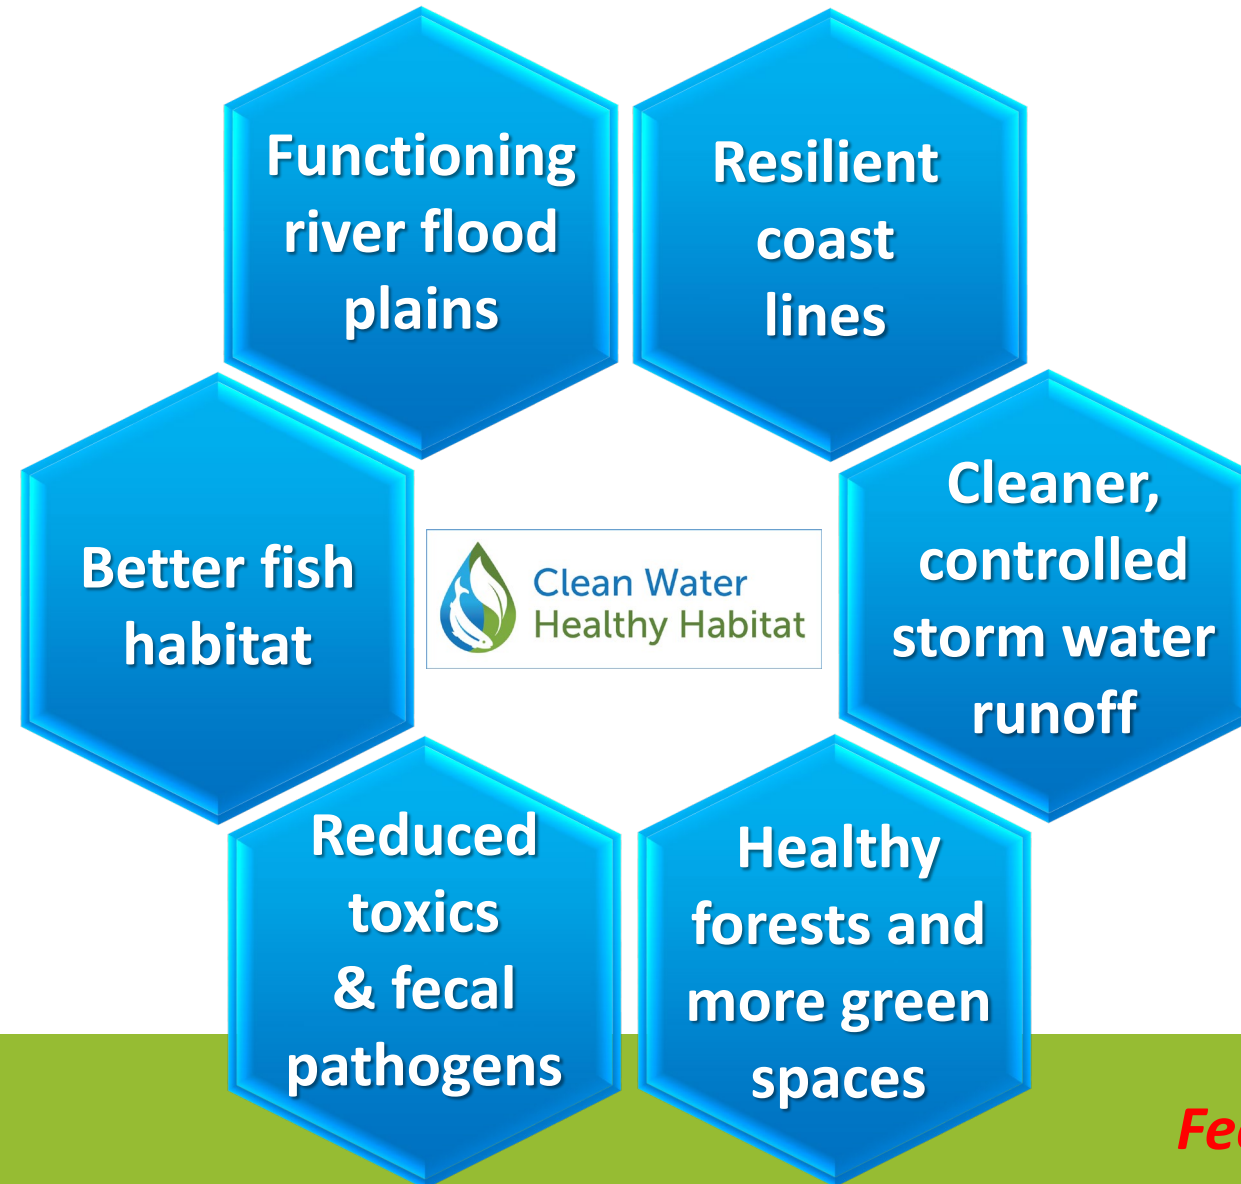 Functioning
river flood
plains
Resilient
coast
lines
Better fish
habitat
Clean Water
Healthy Habitat
Cleaner,
controlled
storm water
runoff
Reduced
toxics
& fecal
pathogens
Healthy
forests and
more green
spaces